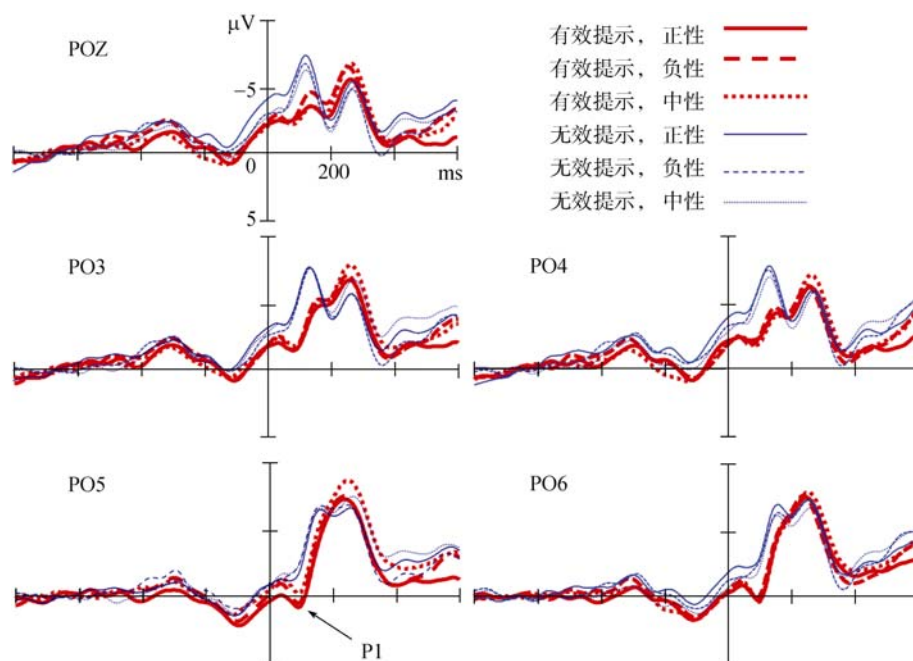 μV
POZ
−5
0
200
ms
5
有效提示，正性
有效提示，负性
有效提示，中性
无效提示，正性
无效提示，负性
无效提示，中性
PO3
PO4
PO5
PO6
P1